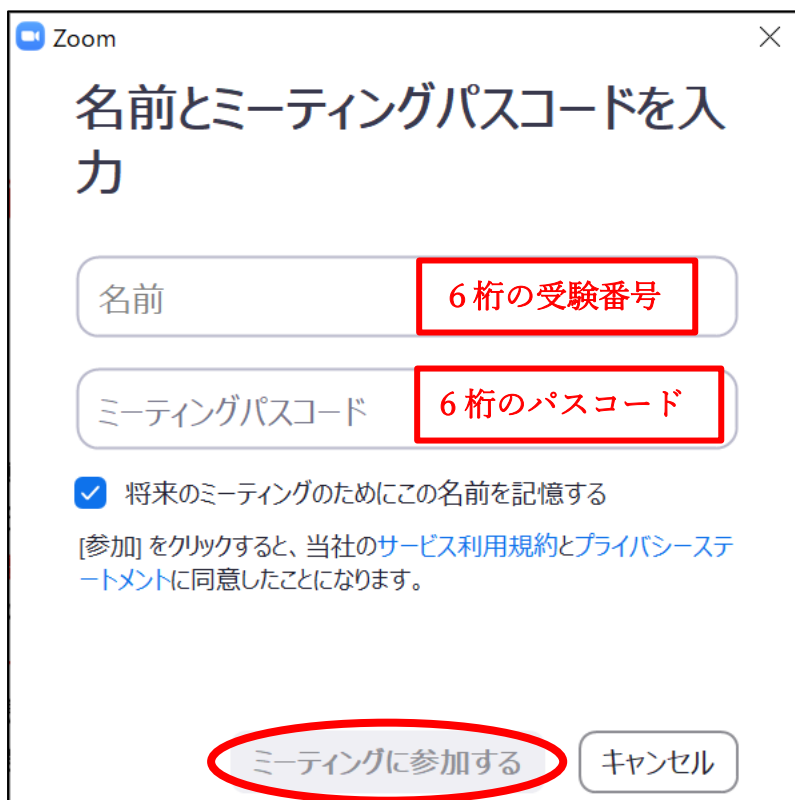 Zoom
名前とミーティングパスコードを入
力
名前 6桁の受験番号
ミーティングパスコード 6桁のパスコード
将来のミーティングのためにこの名前を記憶する
[参加] をクリックすると、当社のサービス利用規約とプライバシーステ
ートメントに同意したことになります。
ミーティングに参加する キャンセル